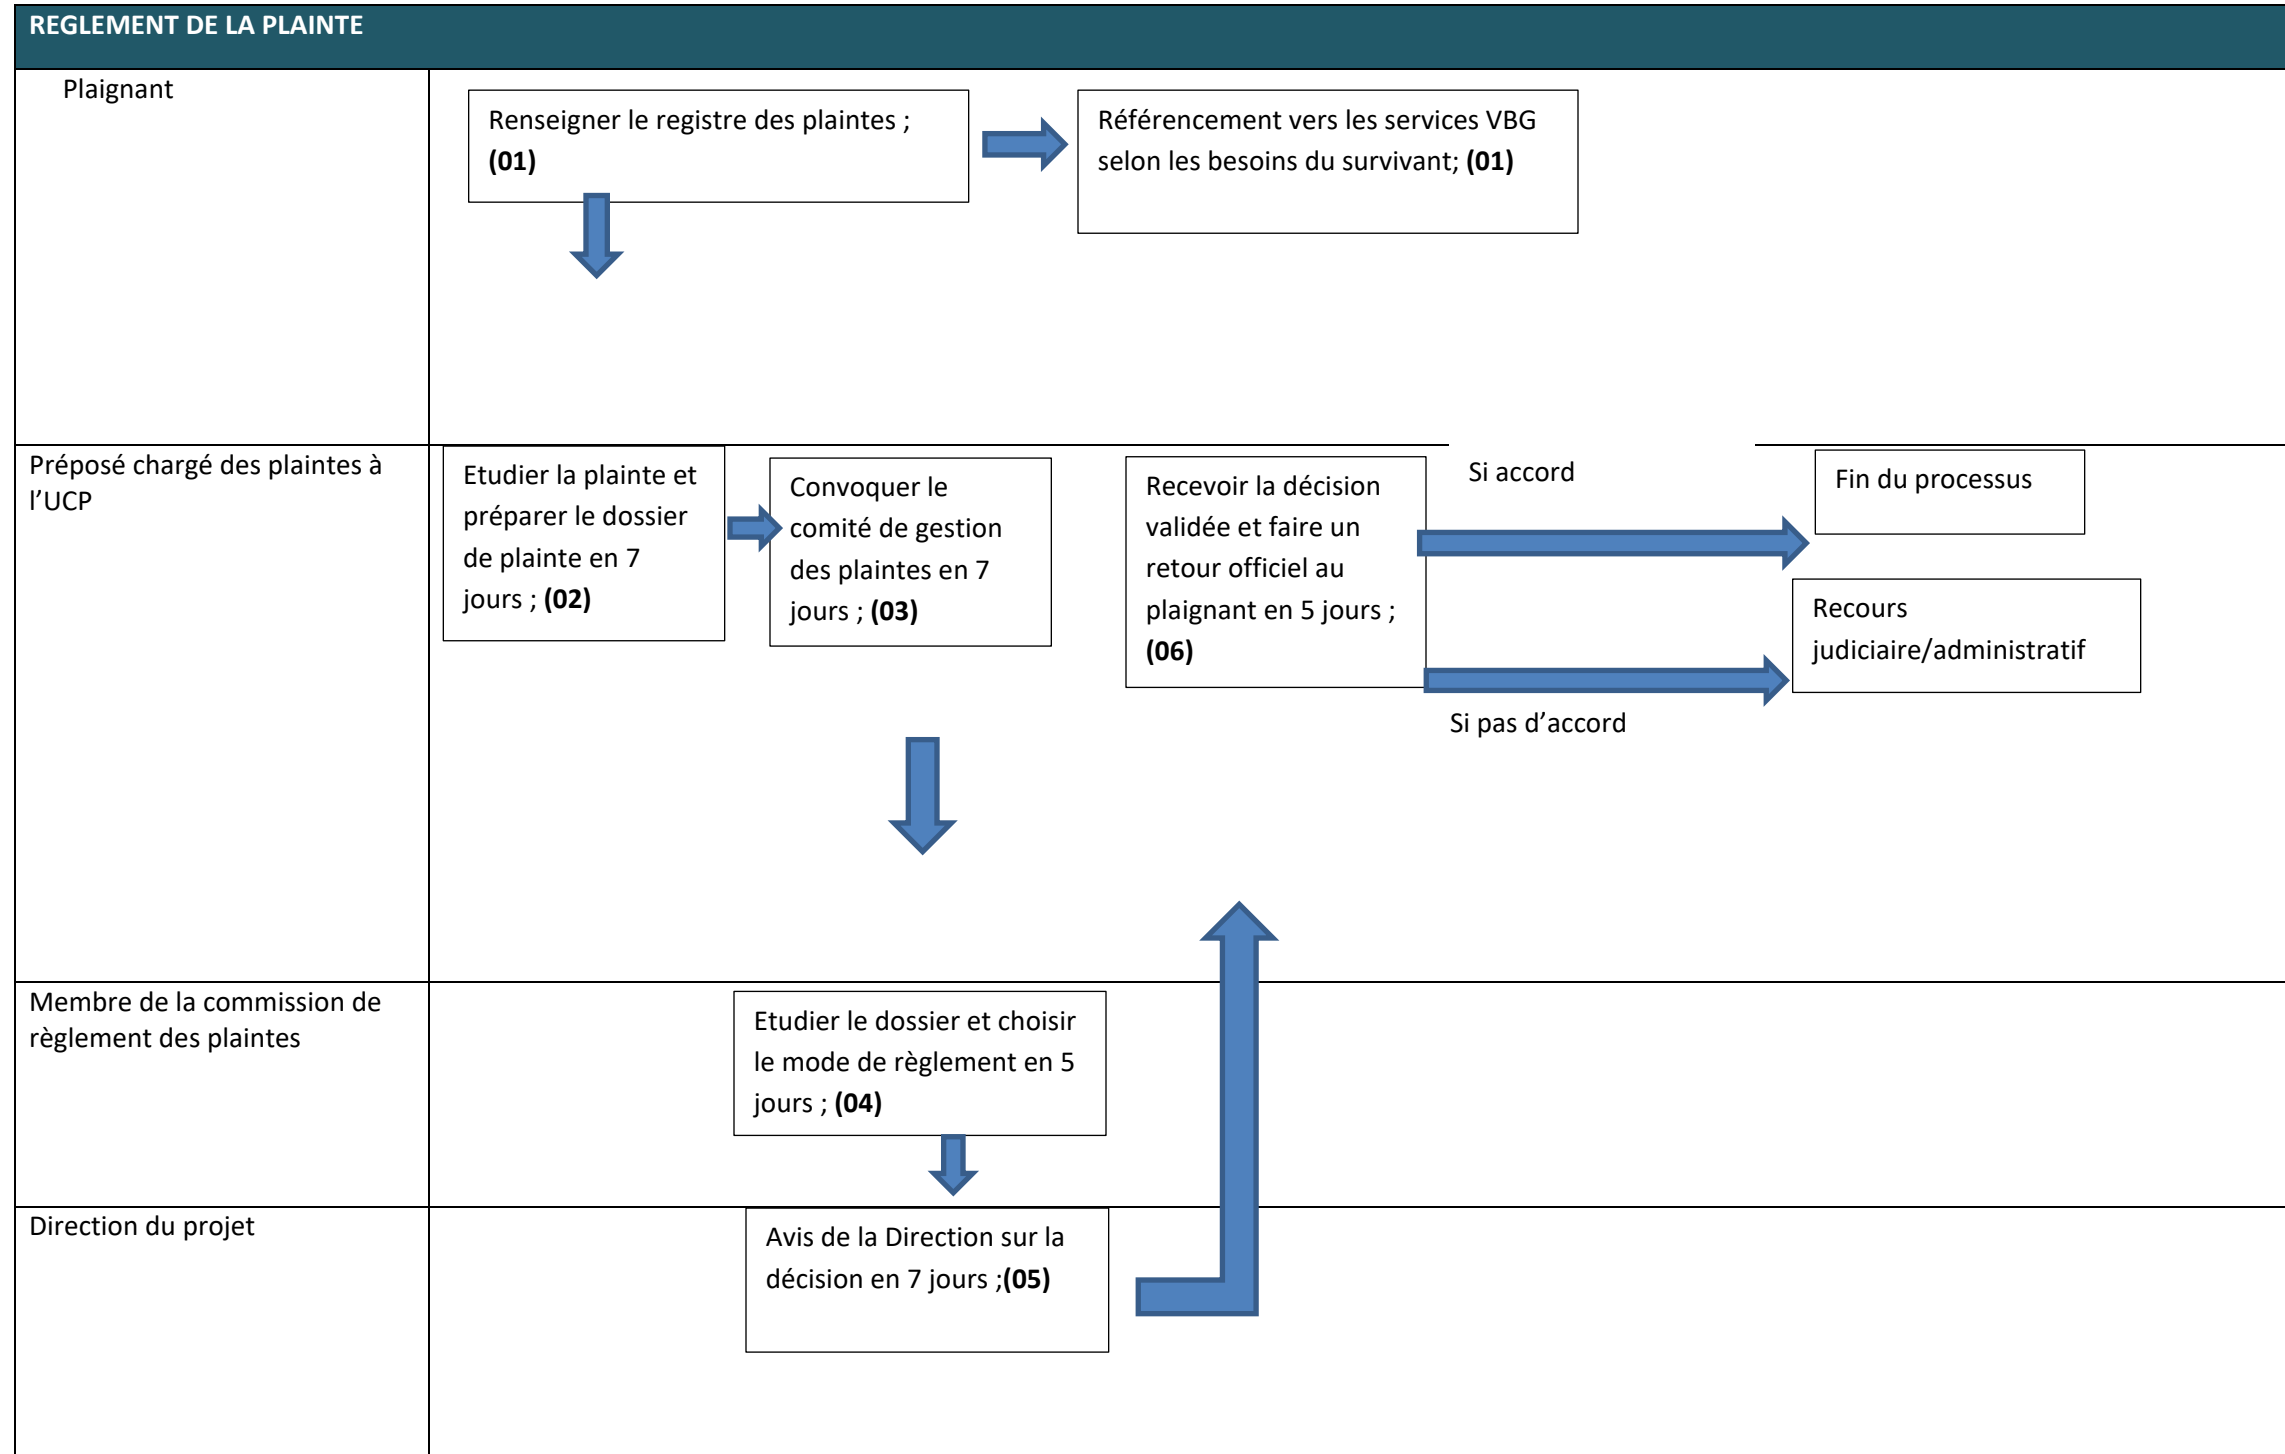 REGLEMENT DE LA PLAINTE
Plaignant
Renseigner le registre des plaintes ;
(01)
Référencement vers les services VBG
selon les besoins du survivant; (01)
Préposé chargé des plaintes à
l’UCP
Etudier la plainte et
préparer le dossier
de plainte en 7
jours ; (02)
Convoquer le
comité de gestion
des plaintes en 7
jours ; (03)
Recevoir la décision
validée et faire un
retour officiel au
plaignant en 5 jours ;
(06)
Si accord
Fin du processus
Recours
judiciaire/administratif
Si pas d’accord
Membre de la commission de
règlement des plaintes
Etudier le dossier et choisir
le mode de règlement en 5
jours ; (04)
Direction du projet
Avis de la Direction sur la
décision en 7 jours ;(05)